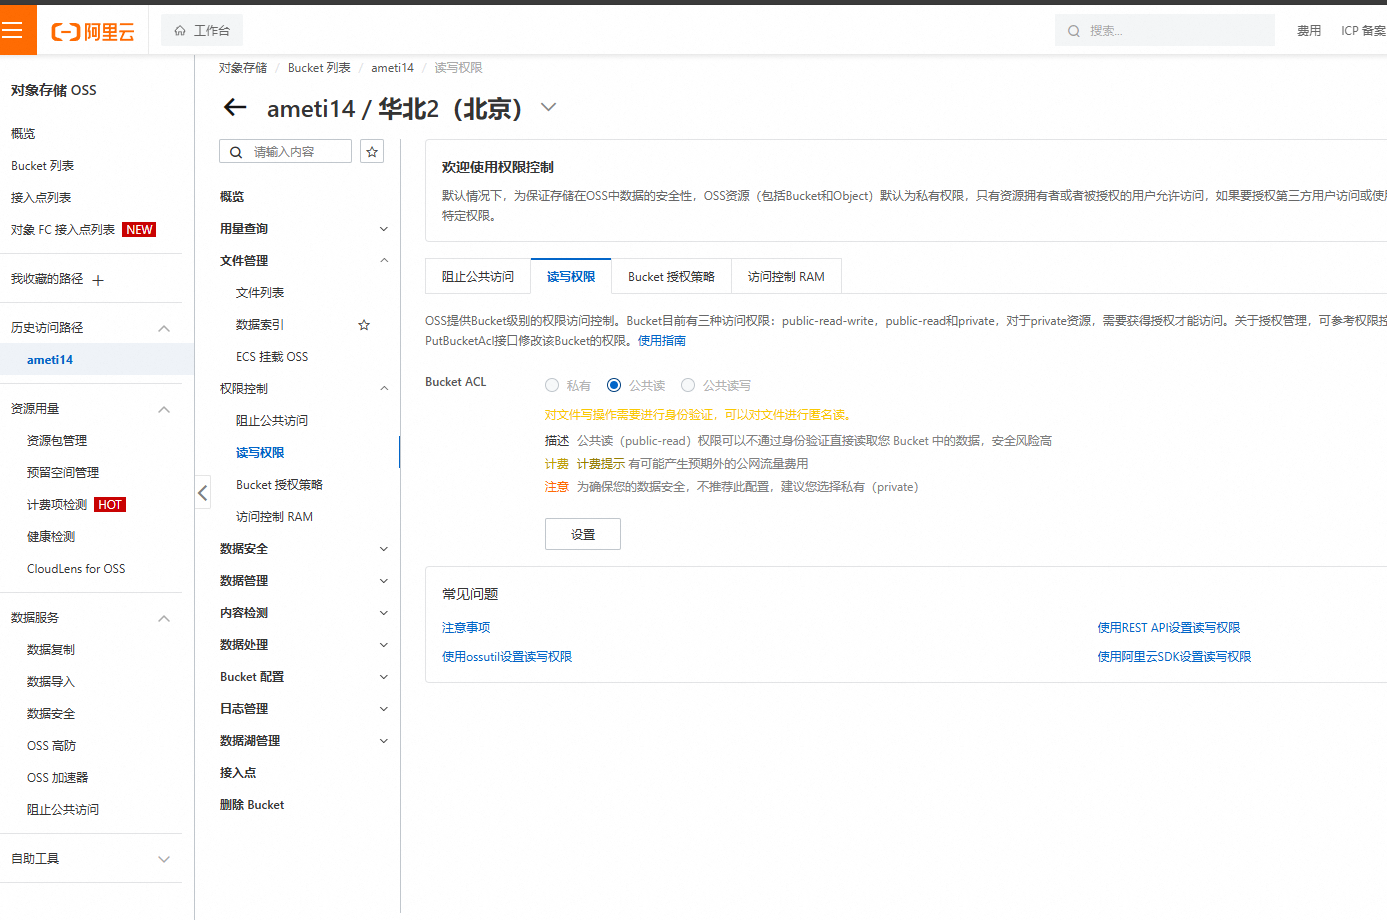 阿里云
工作台
搜索...
费用
ICP 备案
对象存储 OSS
概览
Bucket 列表
接入点列表
对象 FC 接入点列表 NEW
我收藏的路径
历史访问路径
ameti14
资源用量
资源包管理
预留空间管理
计费项检测 HOT
健康检测
CloudLens for OSS
数据服务
数据复制
数据导入
数据安全
OSS 高防
OSS 加速器
阻止公共访问
自助工具
对象存储 / Bucket 列表 / ameti14 / 读写权限
ameti14 / 华北2（北京）
请输入内容
概览
用量查询
文件管理
文件列表
数据索引
ECS 挂载 OSS
权限控制
阻止公共访问
读写权限
Bucket 授权策略
访问控制 RAM
数据安全
数据管理
内容检测
数据处理
Bucket 配置
日志管理
数据湖管理
接入点
删除 Bucket
欢迎使用权限控制
默认情况下，为保证存储在OSS中数据的安全性，OSS资源（包括Bucket和Object）默认为私有权限，只有资源拥有者或者被授权的用户允许访问，如果要授权第三方用户访问或使
特定权限。
阻止公共访问
读写权限
Bucket 授权策略
访问控制 RAM
OSS提供Bucket级别的权限访问控制。Bucket目前有三种访问权限：public-read-write，public-read和private，对于private资源，需要获得授权才能访问。关于授权管理，可参考权限控
PutBucketAcl接口修改该Bucket的权限。使用指南
Bucket ACL
私有
公共读
公共读写
对文件写操作需要进行身份验证，可以对文件进行匿名读。
描述 公共读（public-read）权限可以不通过身份验证直接读取您 Bucket 中的数据，安全风险高
计费 计费提示 有可能产生预期外的公网流量费用
注意 为确保您的数据安全，不推荐此配置，建议您选择私有（private）
设置
常见问题
注意事项
使用REST API设置读写权限
使用ossutil设置读写权限
使用阿里云SDK设置读写权限